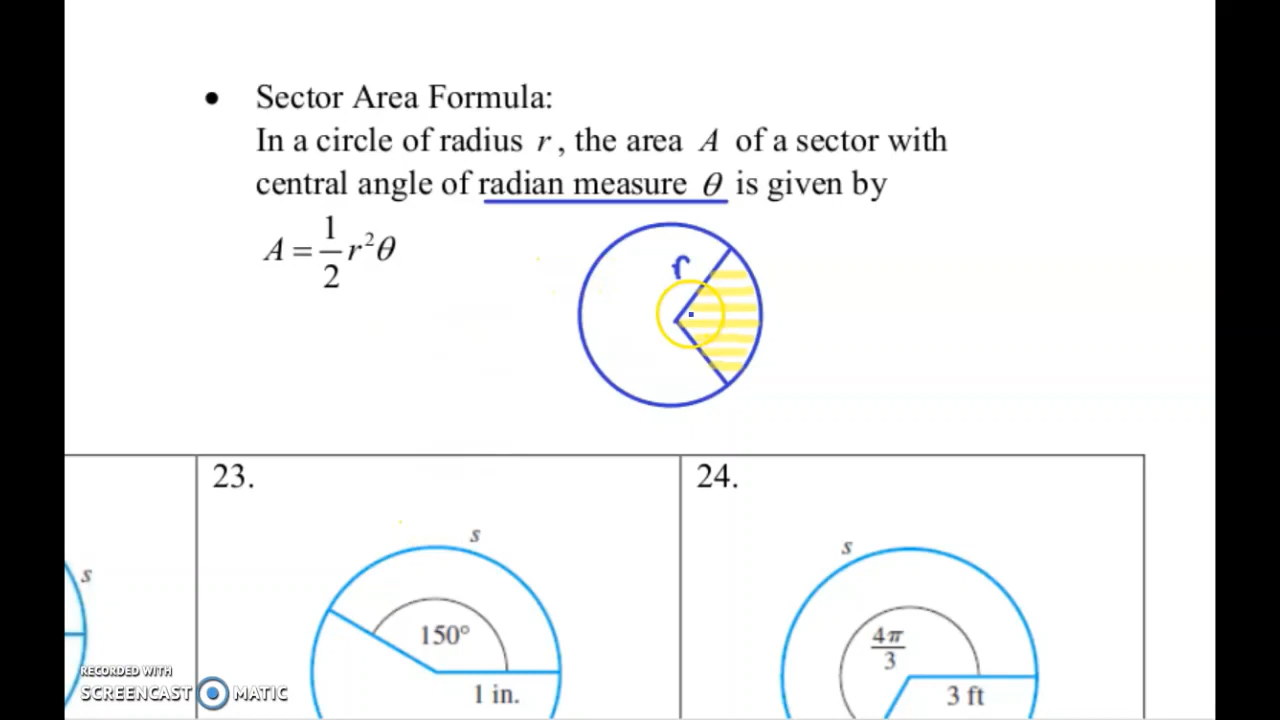 • Sector Area Formula:
In a circle of radius r, the area A of a sector with
central angle of radian measure θ is given by
A = 1/2 r²θ
r
23.
24.
s
s
s
150°
4π/3
1 in.
3 ft
RECORDED WITH
SCREENCAST MATIC